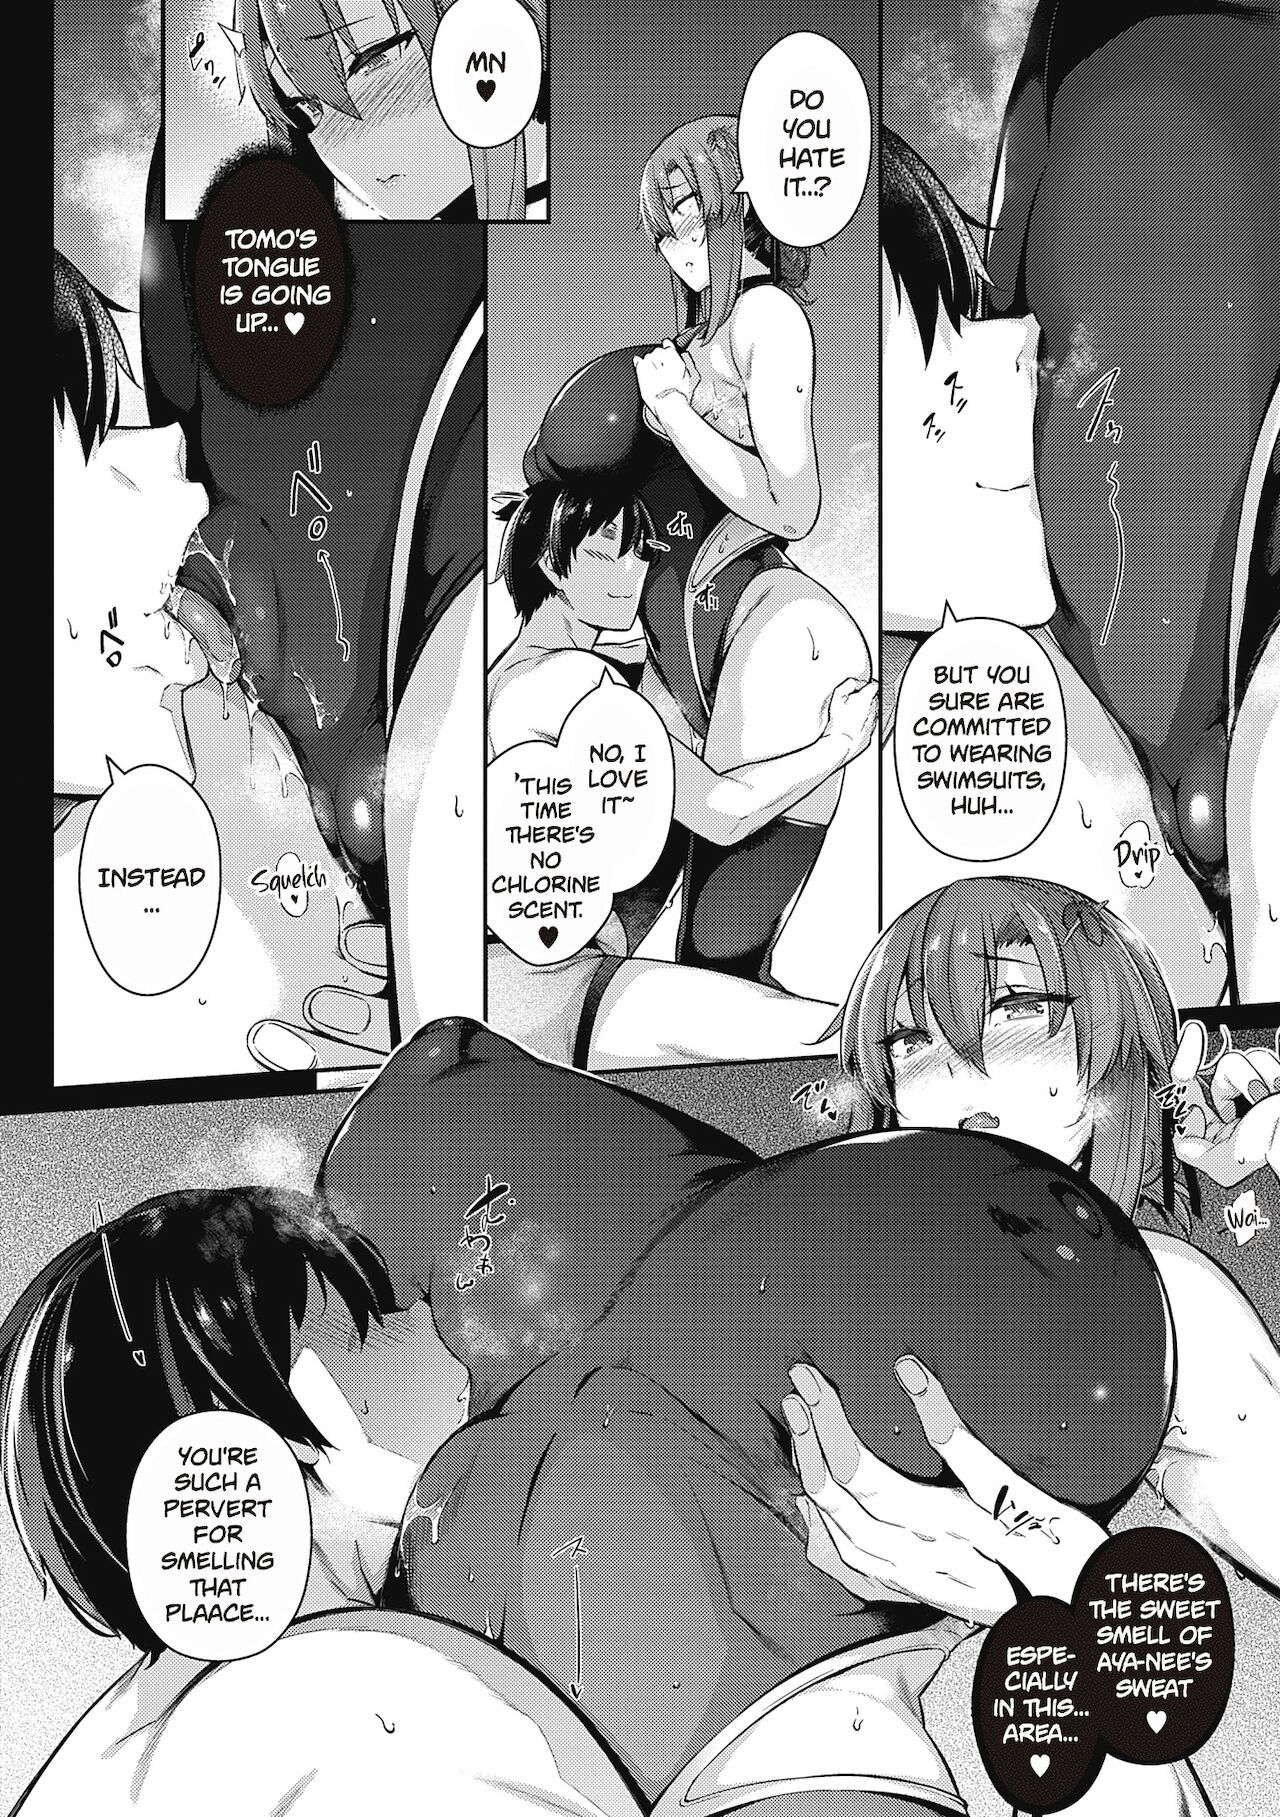 BUT YOU
SURE ARE
COMMITTED
TO WEARING
SWIMSUITS,
HUH...
Drip
DO
YOU
HATE
IT...?
NO, I
LOVE
IT~
'THIS
TIME
THERE'S
NO
CHLORINE
SCENT.
♥
MN
♥
TOMO'S
TONGUE
IS GOING
UP... ♥
INSTEAD
...
Squelch
THERE'S
THE SWEET
SMELL OF
AYA-NEE'S
SWEAT
♥
ESPE-
CIALLY
IN THIS...
AREA...
♥
YOU'RE
SUCH A
PERVERT
FOR
SMELLING
THAT
PLAACE...